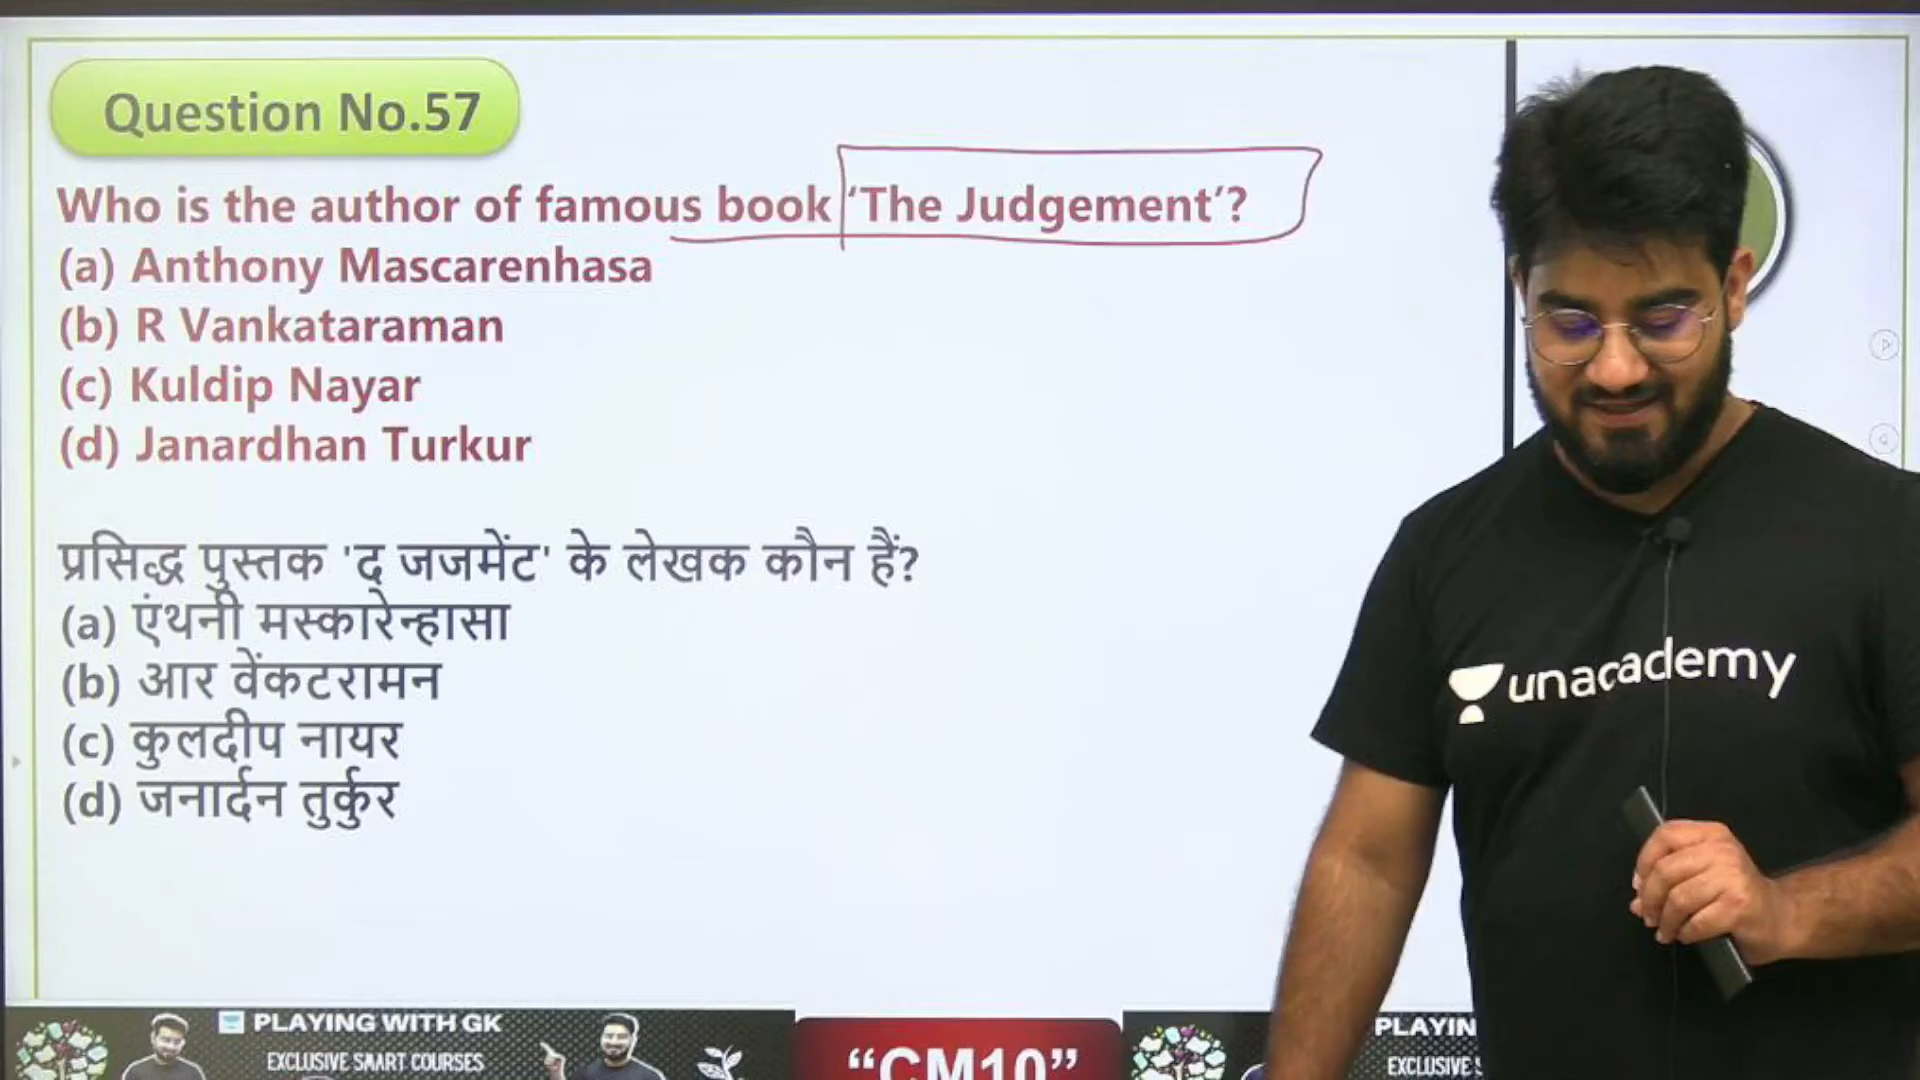 Question No.57
Who is the author of famous book ‘The Judgement’?
(a) Anthony Mascarenhasa
(b) R Vankataraman
(c) Kuldip Nayar
(d) Janardhan Turkur
प्रसिद्ध पुस्तक 'द जजमेंट' के लेखक कौन हैं?
(a) एंथनी मस्कारेन्हासा
(b) आर वेंकटरामन
(c) कुलदीप नायर
(d) जनार्दन तुर्कुर
unacademy
PLAYING WITH GK
EXCLUSIVE SMART COURSES
“CM10”
PLAYIN
EXCLUSIVE